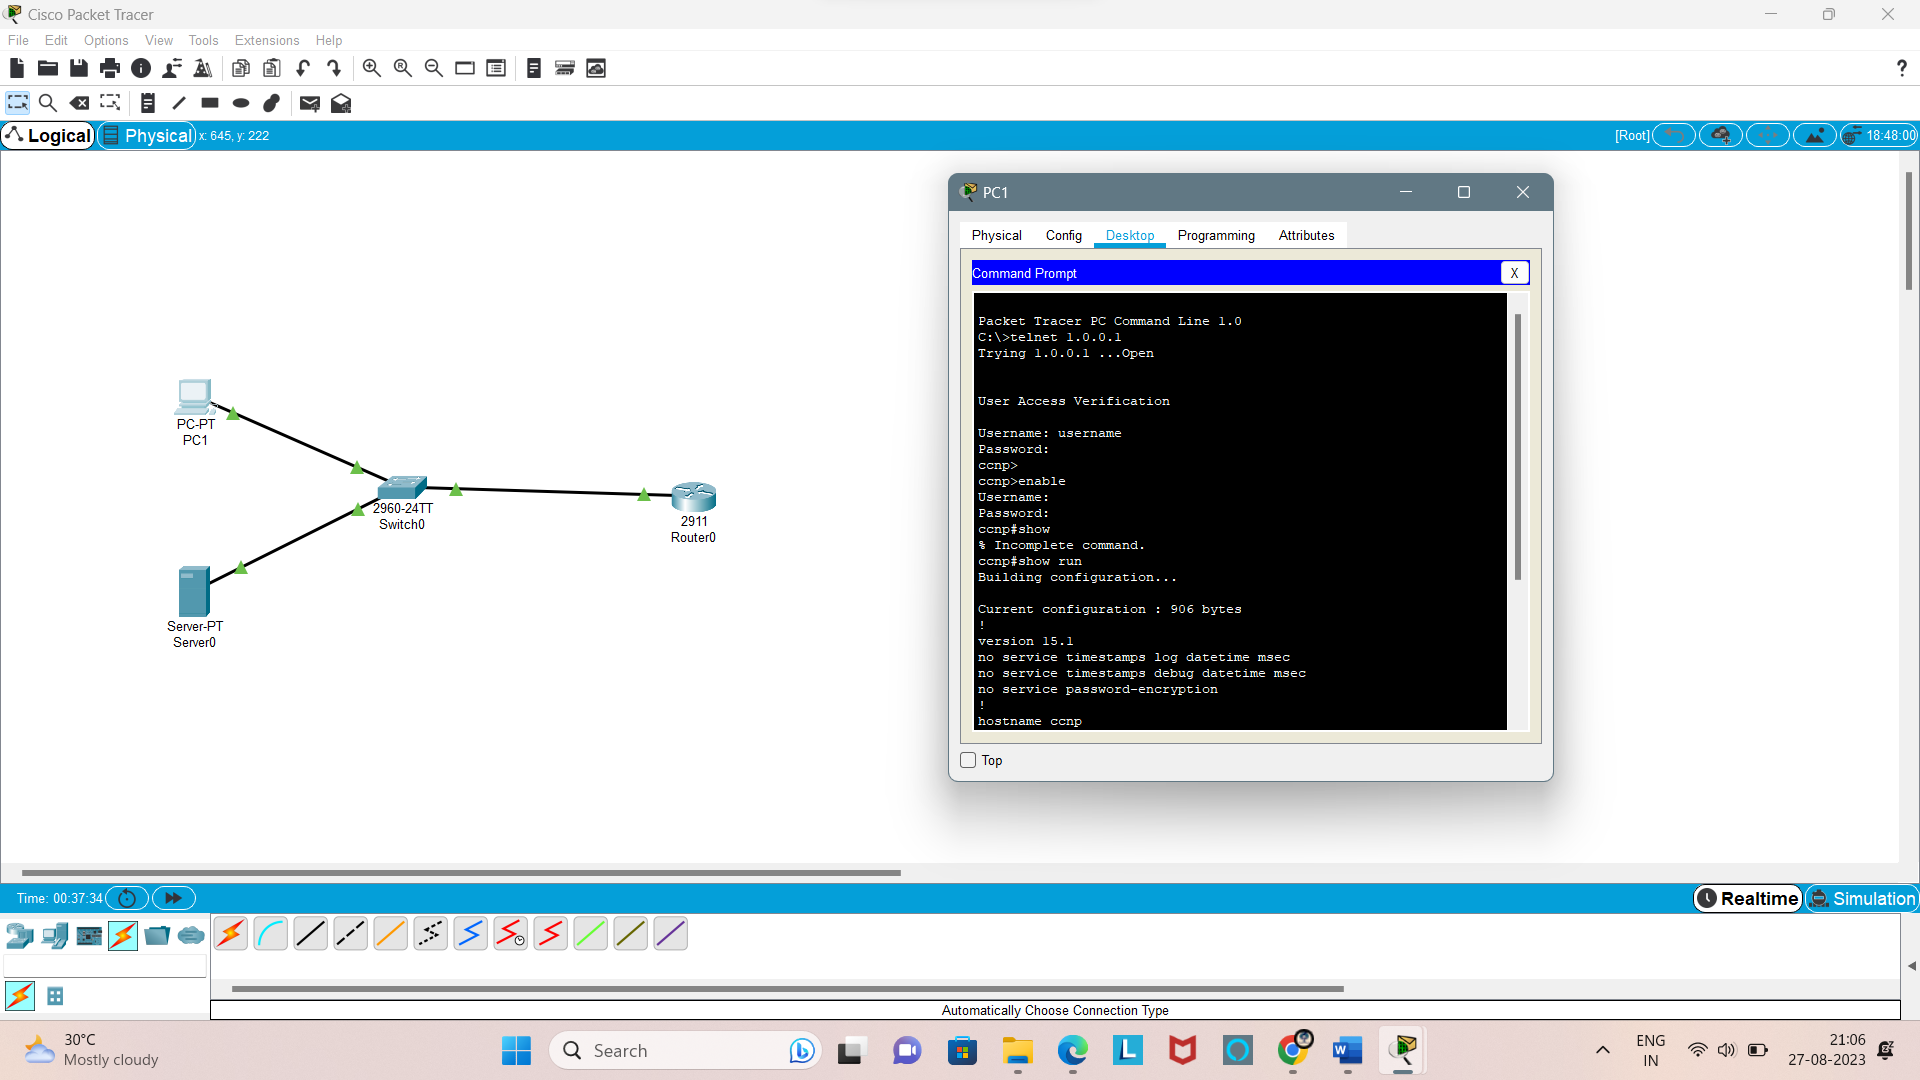 Cisco Packet Tracer
File Edit Options View Tools Extensions Help
?
Logical Physical x: 645, y: 222 [Root] 18:48:00
PC1
Physical Config Desktop Programming Attributes
Command Prompt X
Packet Tracer PC Command Line 1.0
C:\>telnet 1.0.0.1
Trying 1.0.0.1 ...Open
User Access Verification
Username: username
Password:
ccnp>
ccnp>enable
Username:
Password:
ccnp#show
% Incomplete command.
ccnp#show run
Building configuration...
Current configuration : 906 bytes
!
version 15.1
no service timestamps log datetime msec
no service timestamps debug datetime msec
no service password-encryption
!
hostname ccnp
Top
PC-PT
PC1
2960-24TT
Switch0
2911
Router0
Server-PT
Server0
Time: 00:37:34 Realtime Simulation
Automatically Choose Connection Type
30°C
Mostly cloudy
Search
ENG
IN
21:06
27-08-2023